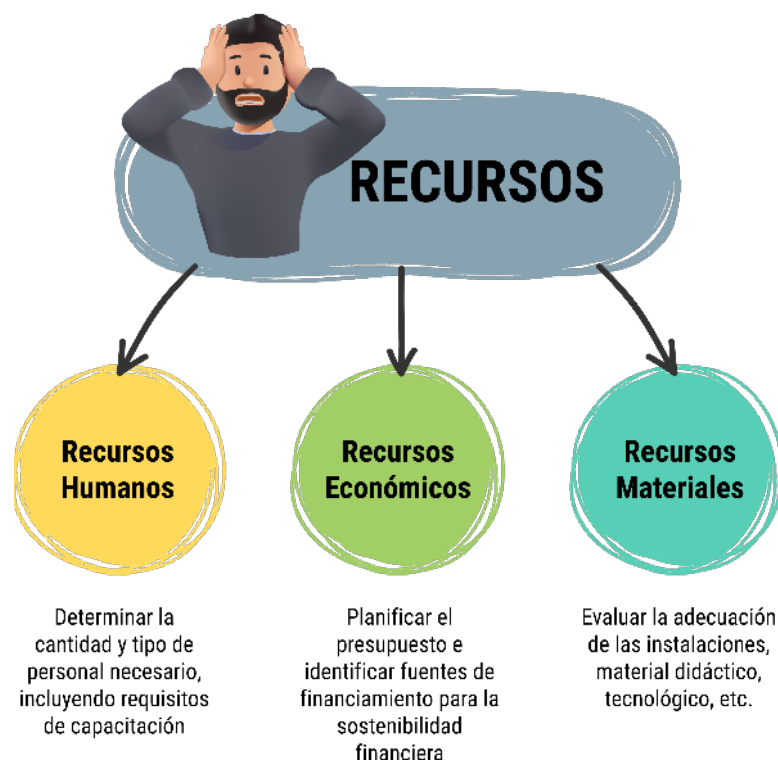 RECURSOS
Recursos
Humanos
Recursos
Económicos
Recursos
Materiales
Determinar la
cantidad y tipo de
personal necesario,
incluyendo requisitos
de capacitación
Planificar el
presupuesto e
identificar fuentes de
financiamiento para la
sostenibilidad
financiera
Evaluar la adecuación
de las instalaciones,
material didáctico,
tecnológico, etc.